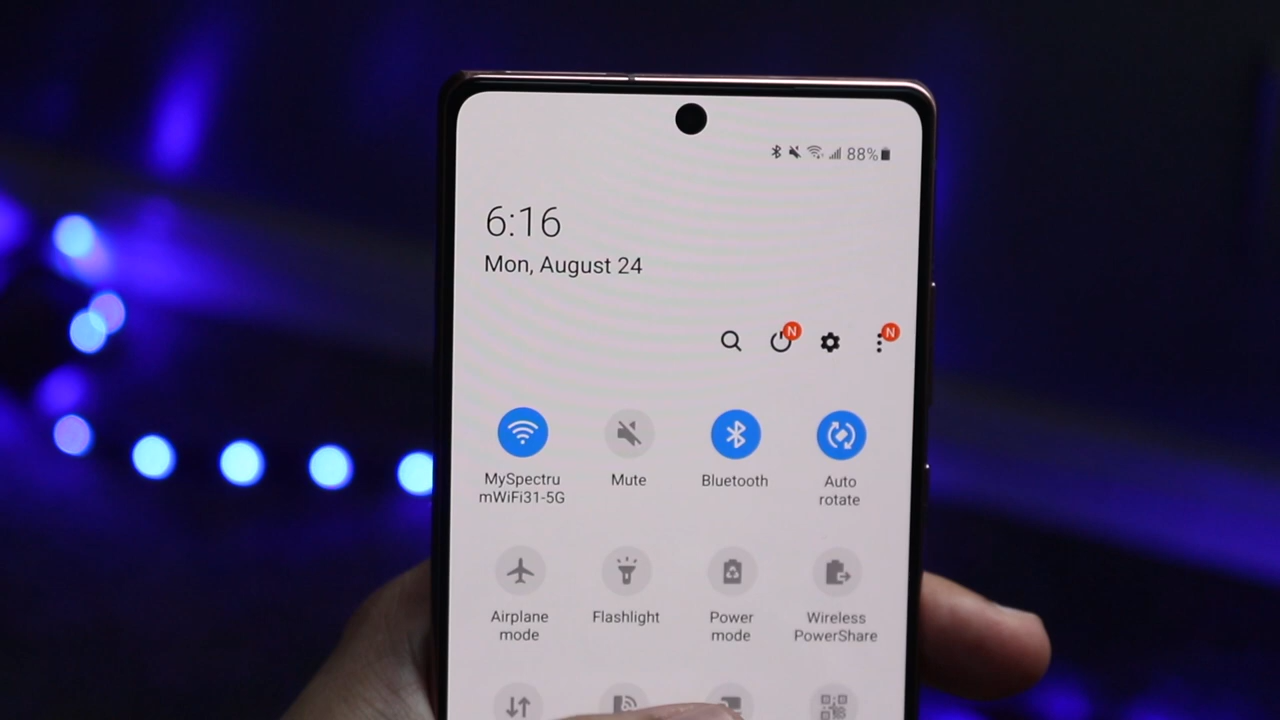 88%
6:16
Mon, August 24
N
N
MySpectru
mWiFi31-5G
Mute
Bluetooth
Auto
rotate
Airplane
mode
Flashlight
Power
mode
Wireless
PowerShare